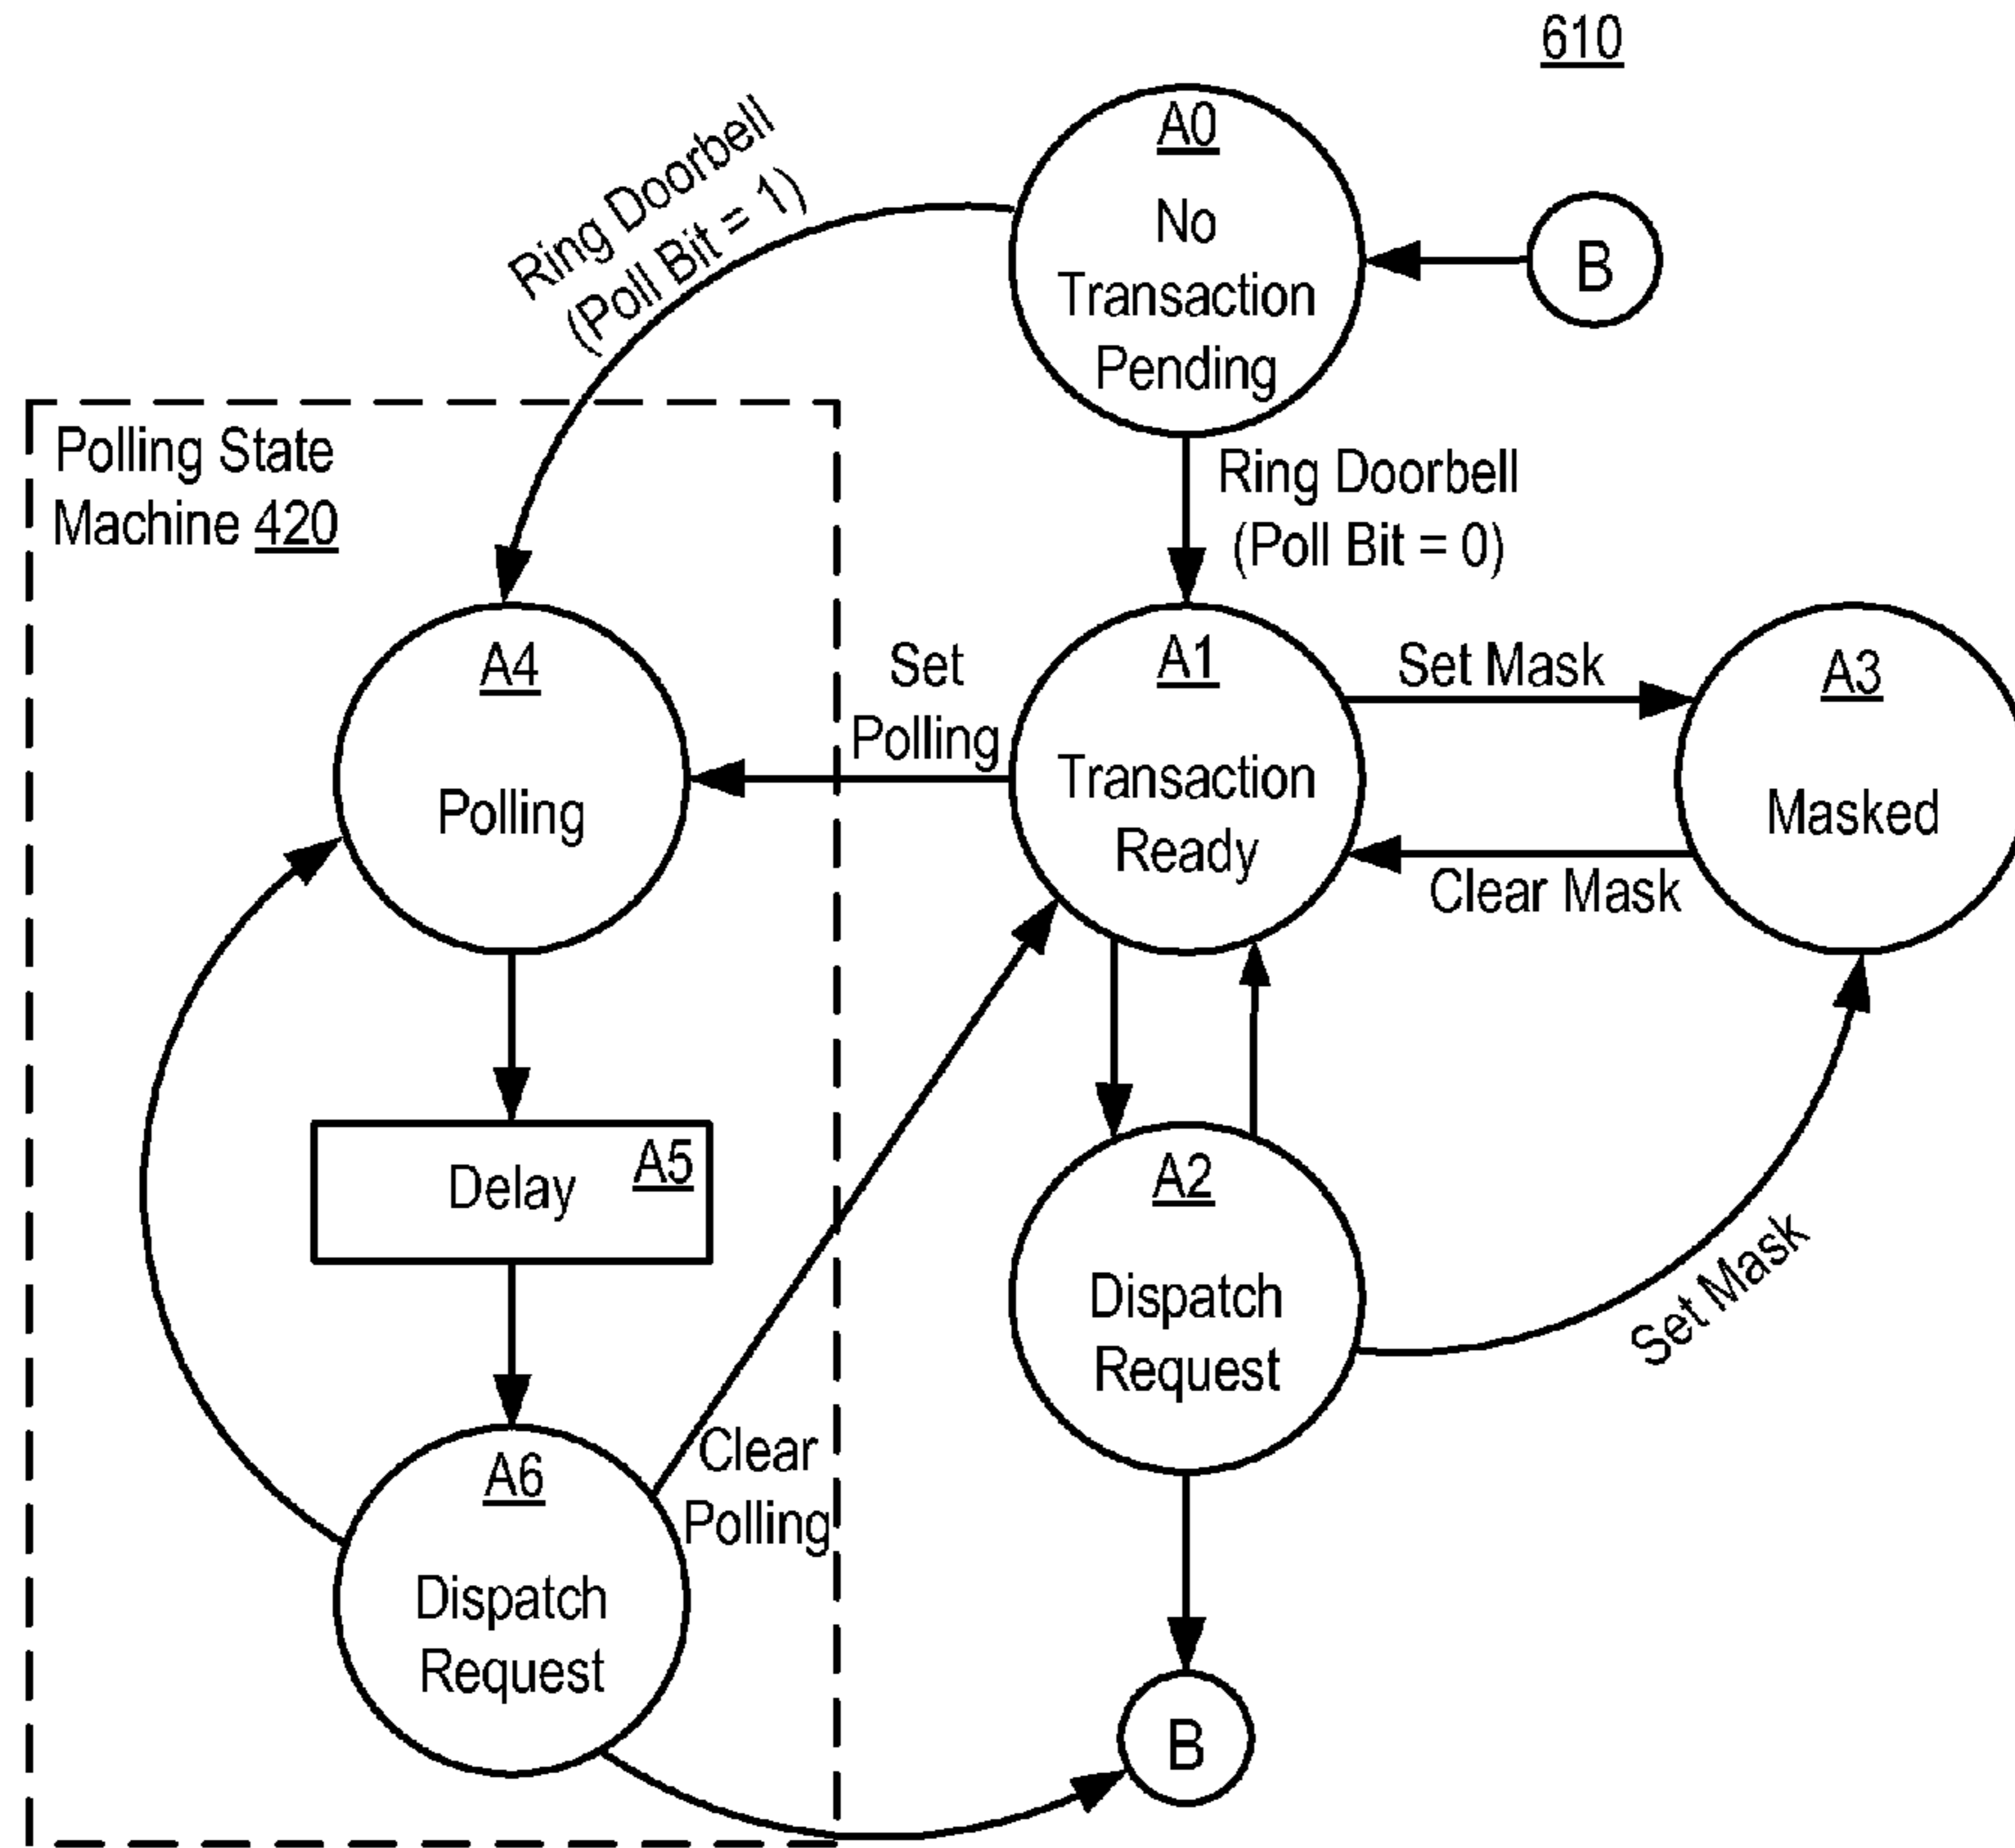 610
A0
No
Transaction
Pending
B
Ring Doorbell
(Poll Bit = 1)
Ring Doorbell
(Poll Bit = 0)
Polling State
Machine 420
A4
Polling
Set
Polling
A1
Transaction
Ready
Set Mask
A3
Masked
Clear Mask
Delay
A5
A2
Dispatch
Request
Set Mask
Clear
Polling
A6
Dispatch
Request
B